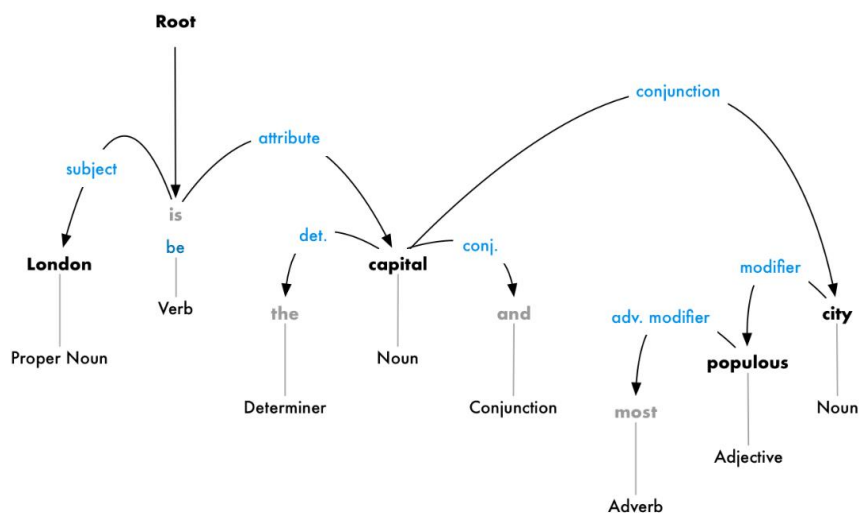 Root
conjunction
attribute
subject
is
det.
conj.
be
London
capital
modifier
Verb
the
and
adv. modifier
city
Proper Noun
Noun
populous
Determiner
Conjunction
most
Noun
Adjective
Adverb